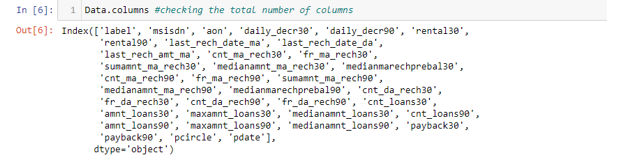 In [6]: 1 Data.columns #checking the total number of columns
Out[6]: Index(['label', 'msisdn', 'aon', 'daily_decr30', 'daily_decr90', 'rental30',
'rental90', 'last_rech_date_ma', 'last_rech_date_da',
'last_rech_amt_ma', 'cnt_ma_rech30', 'fr_ma_rech30',
'sumamnt_ma_rech30', 'medianamnt_ma_rech30', 'medianmarechprebal30',
'cnt_ma_rech90', 'fr_ma_rech90', 'sumamnt_ma_rech90',
'medianamnt_ma_rech90', 'medianmarechprebal90', 'cnt_da_rech30',
'fr_da_rech30', 'cnt_da_rech90', 'fr_da_rech90', 'cnt_loans30',
'amnt_loans30', 'maxamnt_loans30', 'medianamnt_loans30', 'cnt_loans90',
'amnt_loans90', 'maxamnt_loans90', 'medianamnt_loans90', 'payback30',
'payback90', 'pcircle', 'pdate'],
dtype='object')